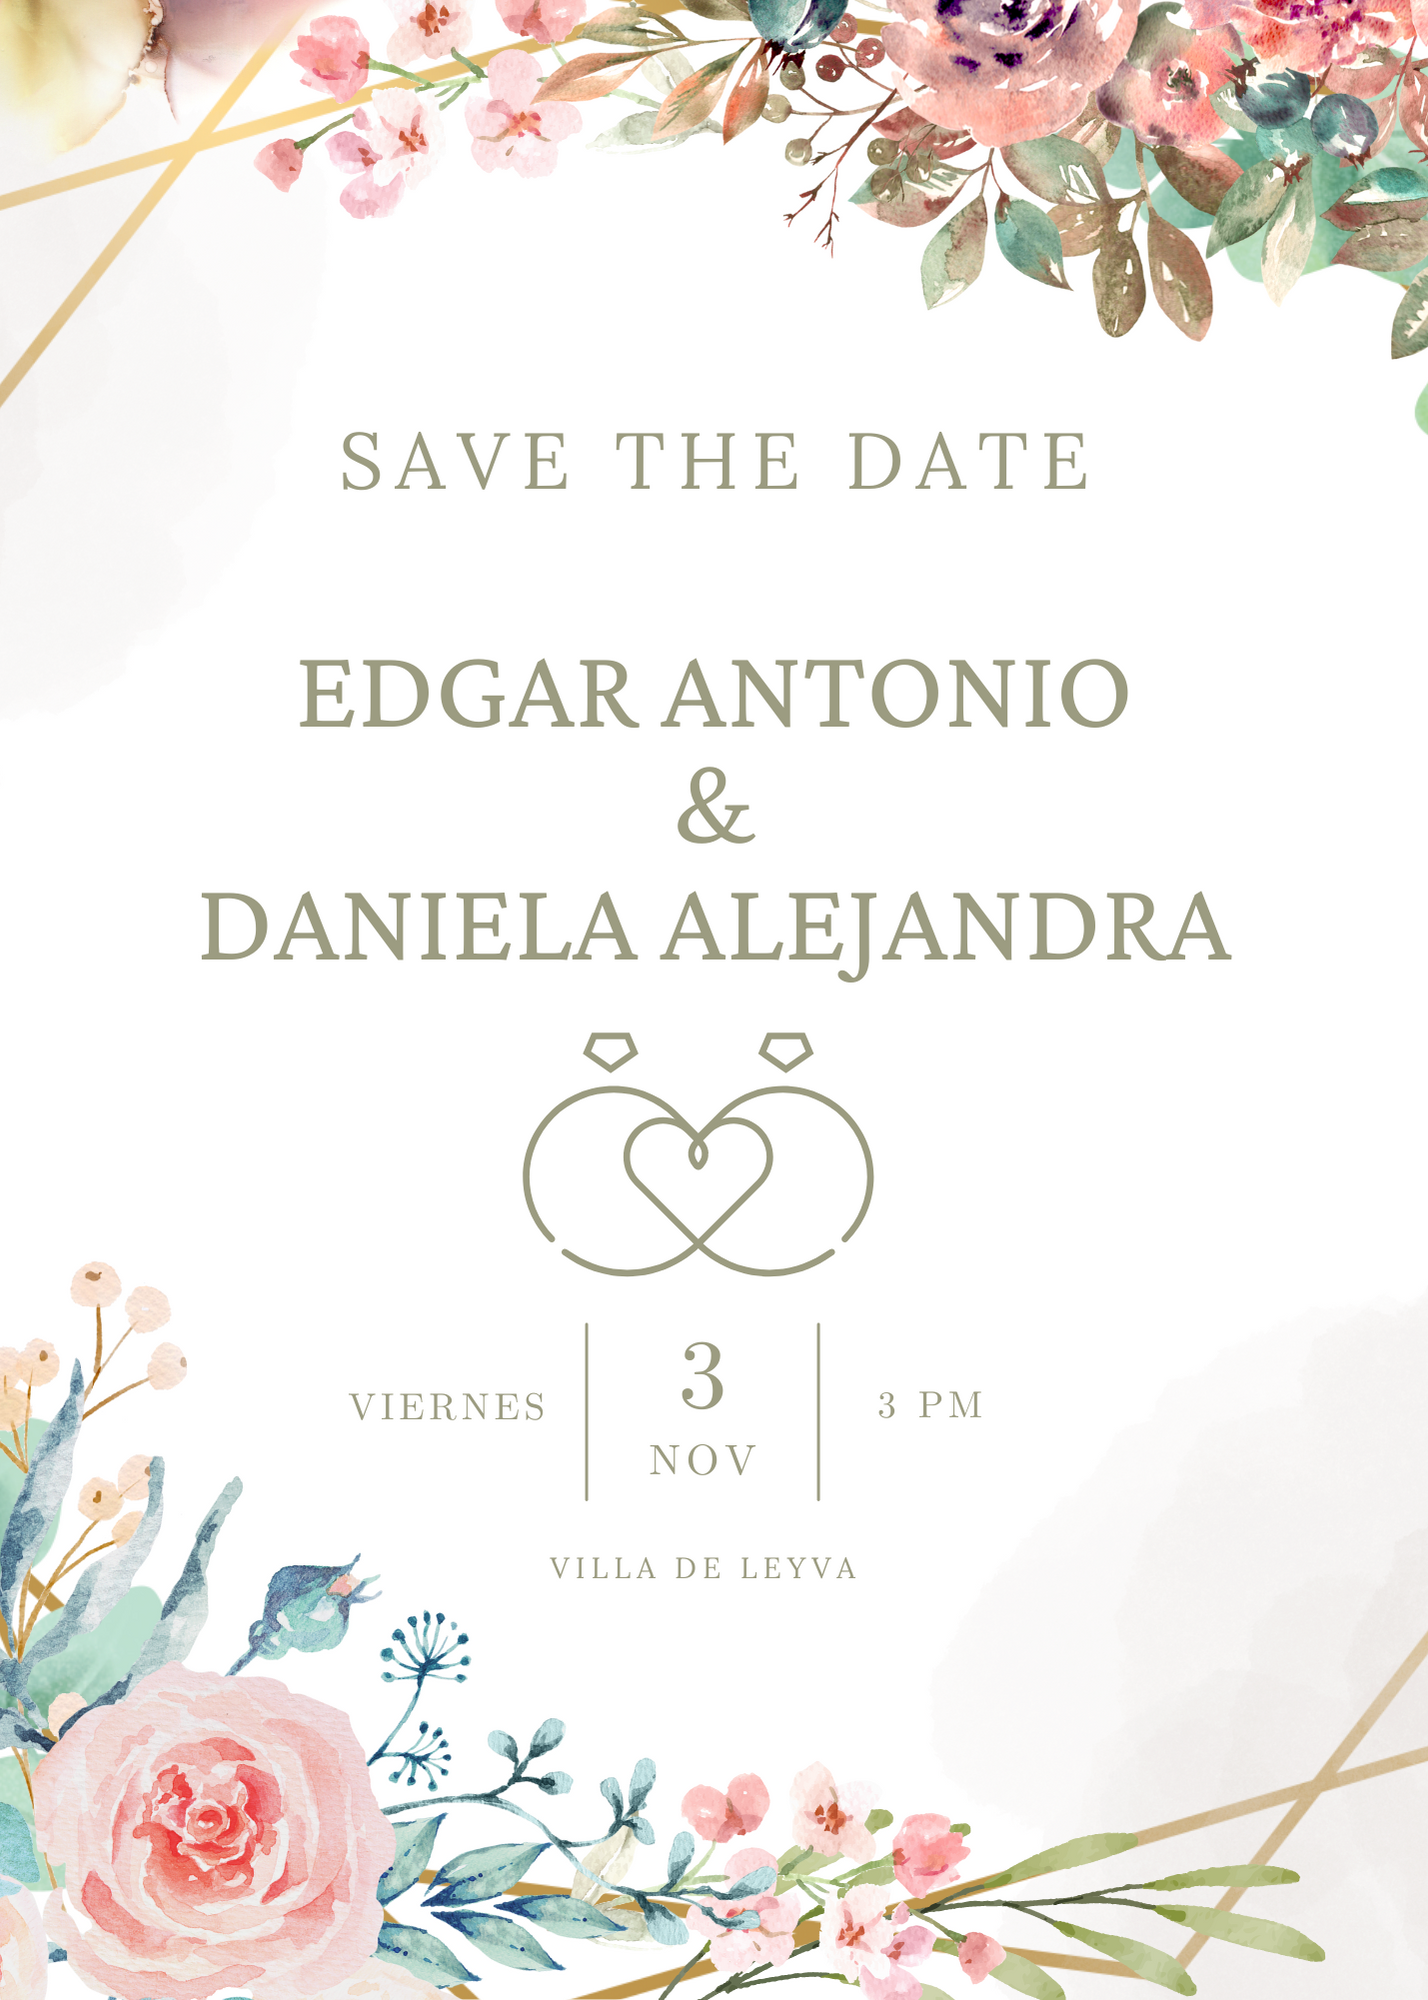 SAVE THE DATE
EDGAR ANTONIO
&
DANIELA ALEJANDRA
VIERNES
3
NOV
3 PM
VILLA DE LEYVA